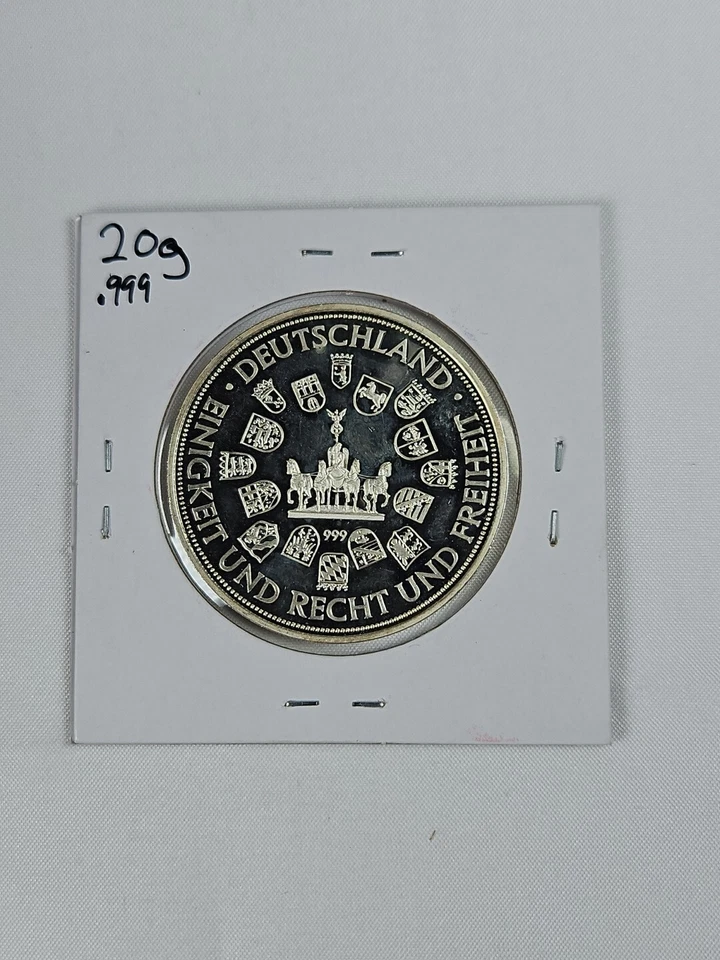 20g
.999
· DEUTSCHLAND ·
EINIGKEIT UND RECHT UND FREIHEIT
999